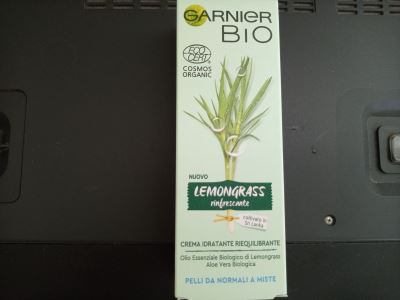 GARNIER
BIO
ECO
CERT
COSMOS
ORGANIC
NUOVO
LEMONGRASS
rinfrescante
coltivato in
Sri Lanka
CREMA IDRATANTE RIEQUILIBRANTE
Olio Essenziale Biologico di Lemongrass
Aloe Vera Biologica
PELLI DA NORMALI A MISTE